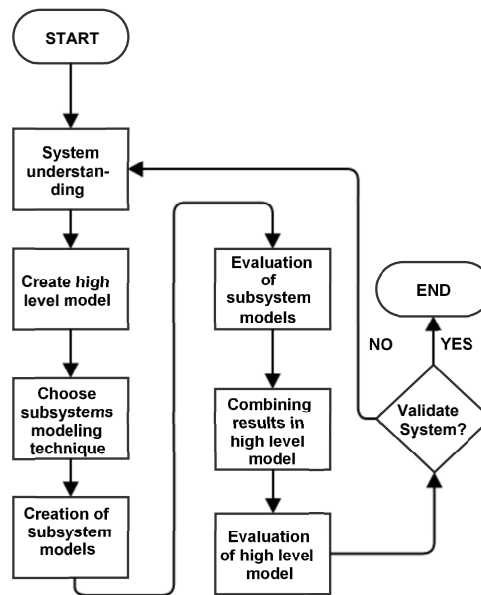 START
System
understan-
ding
Create high
level model
Choose
subsystems
modeling
technique
Creation of
subsystem
models
Evaluation
of
subsystem
models
Combining
results in
high level
model
Evaluation
of high level
model
NO
YES
Validate
System?
END